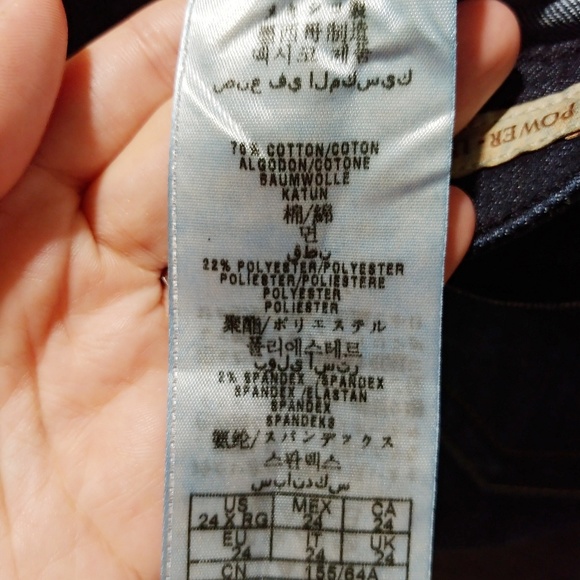 墨西哥制造
멕시코 제품
صنع في المكسيك
76% COTTON/COTON
ALGODON/COTONE
BAUMWOLLE
KATUN
棉/綿
면
قطن
22% POLYESTER/POLYESTER
POLIESTER/POLIESTERE
POLYESTER
POLIESTER
聚酯/ポリエステル
폴리에스테르
بوليستر
2% SPANDEX/SPANDEX
SPANDEX/ELASTAN
SPANDEX
SPANDEKS
氨纶/スパンデックス
스판덱스
سباندكس
US MEX CA
24 X RG 24 24
EU IT UK
24 24 24
CN 155/64A
POWER